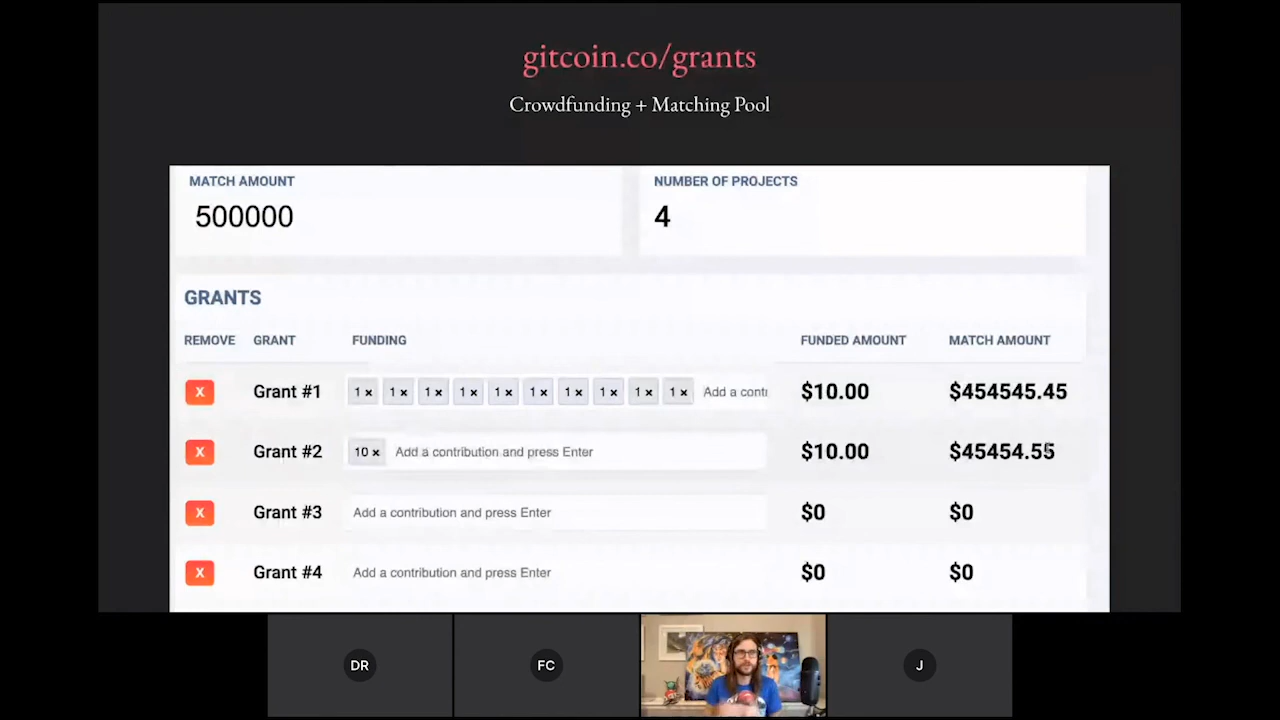 gitcoin.co/grants
Crowdfunding + Matching Pool
MATCH AMOUNT NUMBER OF PROJECTS
500000 4
GRANTS
REMOVE GRANT FUNDING FUNDED AMOUNT MATCH AMOUNT
X Grant #1 1 × 1 × 1 × 1 × 1 × 1 × 1 × 1 × 1 × 1 × Add a cont $10.00 $454545.45
X Grant #2 10 × Add a contribution and press Enter $10.00 $45454.55
X Grant #3 Add a contribution and press Enter $0 $0
X Grant #4 Add a contribution and press Enter $0 $0
DR FC J